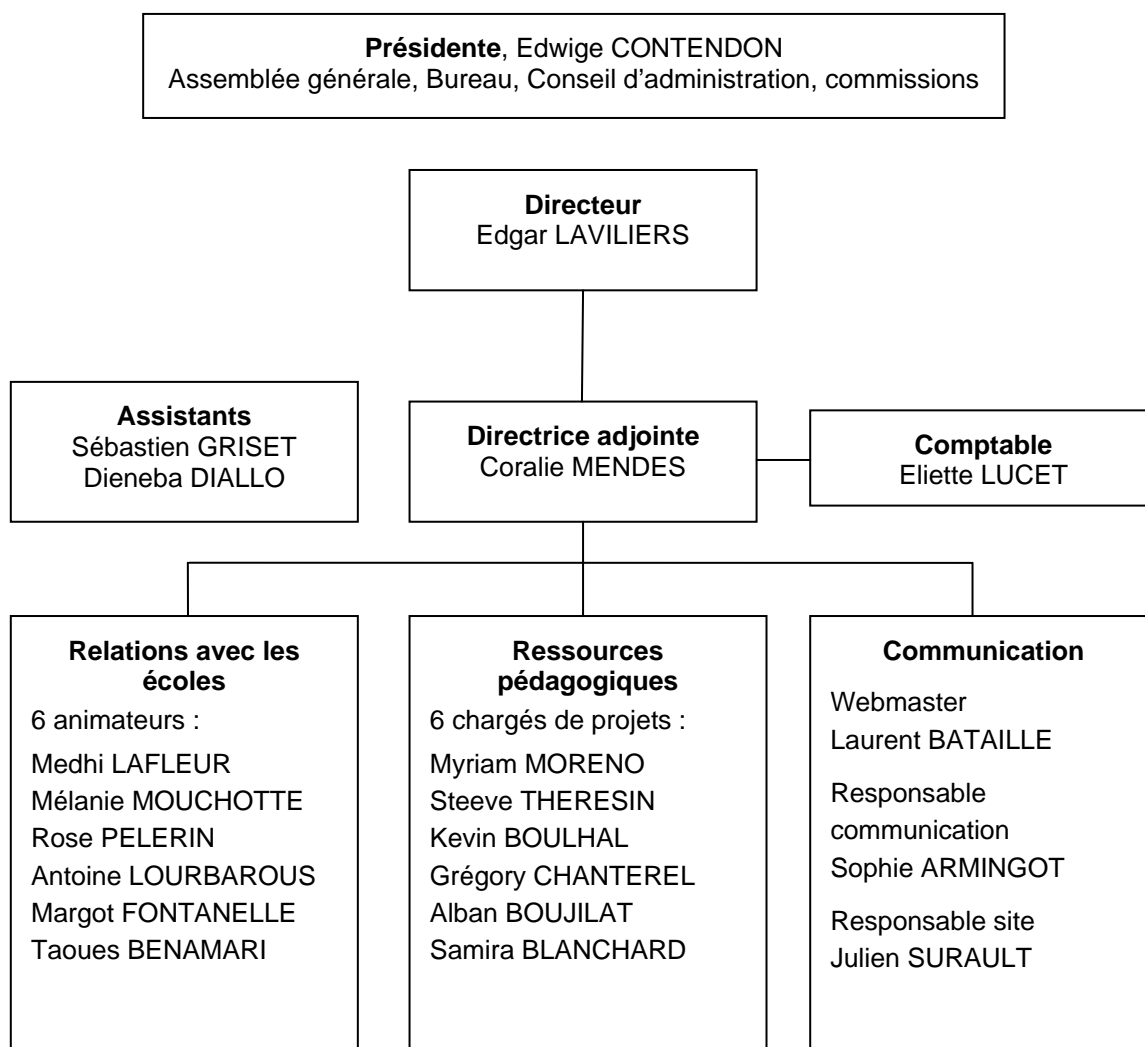 Présidente, Edwige CONTENDON
Assemblée générale, Bureau, Conseil d'administration, commissions
Directeur
Edgar LAVILIERS
Assistants
Sébastien GRISET
Dieneba DIALLO
Directrice adjointe
Coralie MENDES
Comptable
Eliette LUCET
Relations avec les
écoles
6 animateurs :
Medhi LAFLEUR
Mélanie MOUCHOTTE
Rose PELERIN
Antoine LOURBAROUS
Margot FONTANELLE
Taoues BENAMARI
Ressources
pédagogiques
6 chargés de projets :
Myriam MORENO
Steeve THERESIN
Kevin BOULHAL
Grégory CHANTEREL
Alban BOUJILAT
Samira BLANCHARD
Communication
Webmaster
Laurent BATAILLE
Responsable
communication
Sophie ARMINGOT
Responsable site
Julien SURAULT